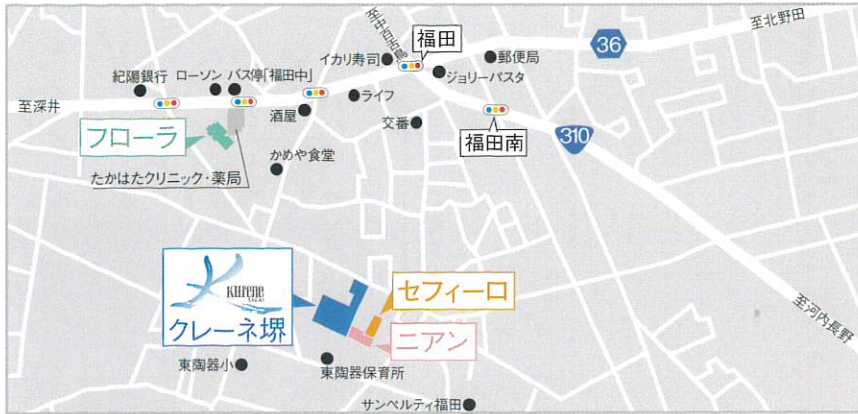 至中百舌鳥
福田
36
至北野田
イカリ寿司
郵便局
紀陽銀行
ローソン
バス停「福田中」
ジョリーパスタ
至深井
酒屋
ライフ
交番
福田南
310
フローラ
かめや食堂
たかはたクリニック・薬局
Kurene
クレーネ堺
セフィーロ
ニアン
至河内長野
東陶器小
東陶器保育所
サンベルティ福田